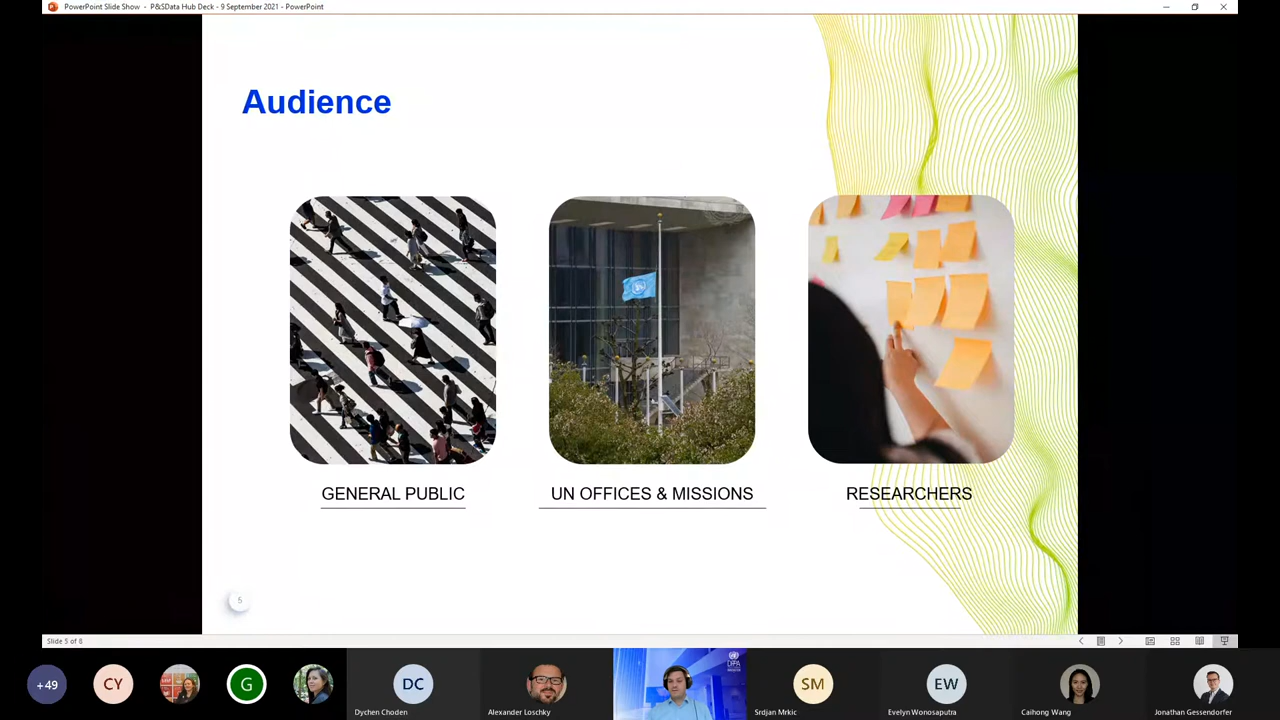 PowerPoint Slide Show - P&SData Hub Deck - 9 September 2021 - PowerPoint
Audience
GENERAL PUBLIC
UN OFFICES & MISSIONS
RESEARCHERS
5
Slide 5 of 6
+49
CY
G
DC
DPPA
SM
EW
Dychen Choden
Alexander Loschky
Srdjan Mrkic
Evelyn Wonosaputra
Caihong Wang
Jonathan Gessendorfer